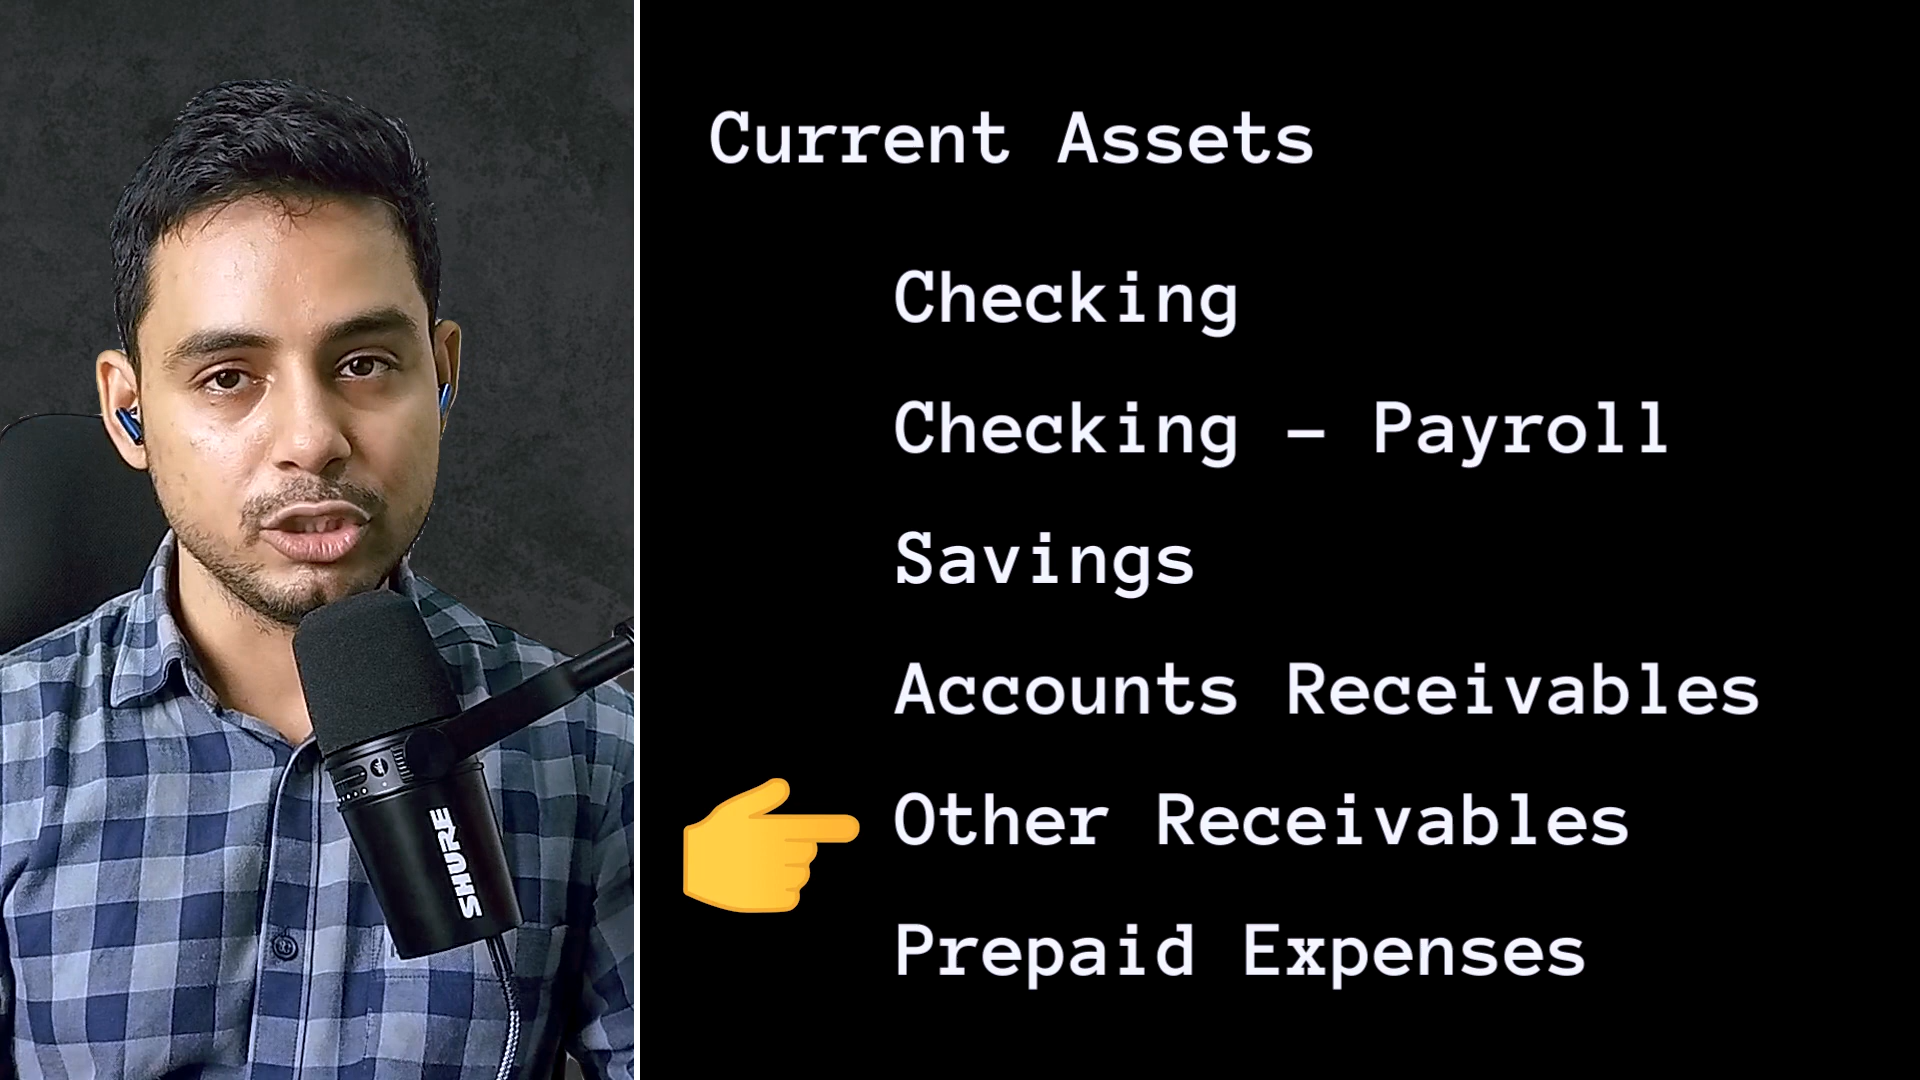 Current Assets
Checking
Checking - Payroll
Savings
Accounts Receivables
Other Receivables
Prepaid Expenses
SHURE